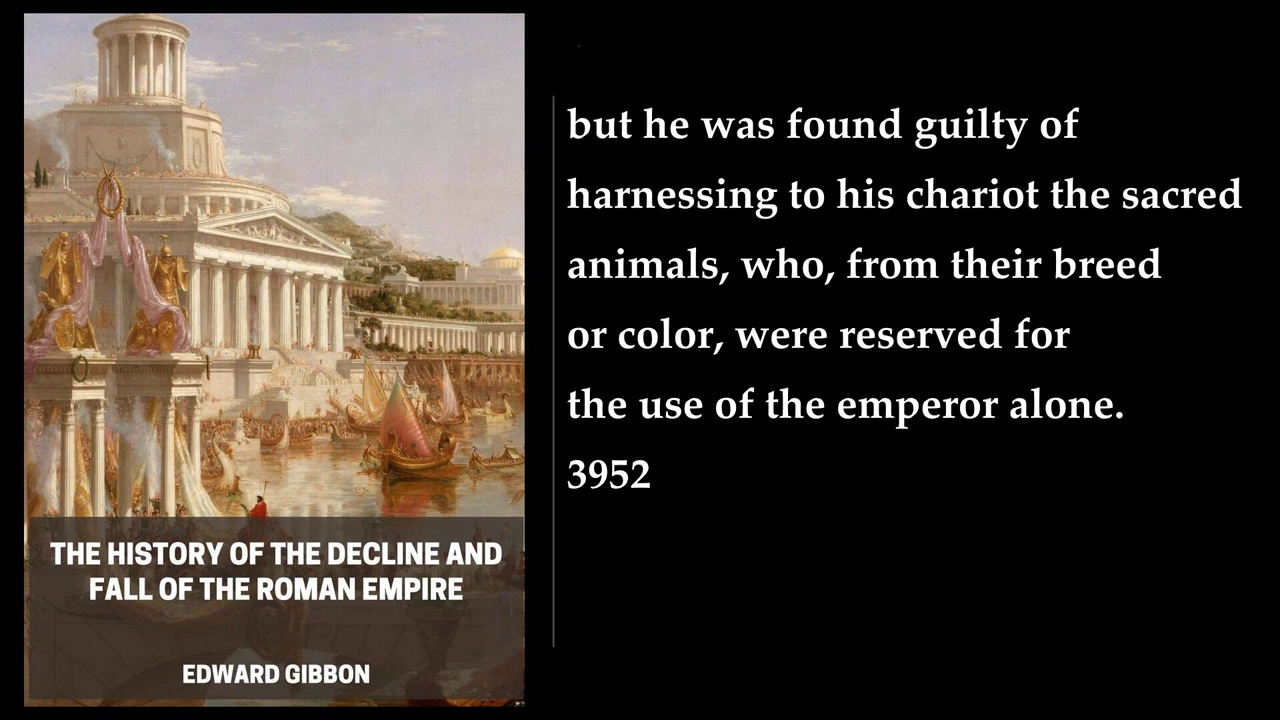 but he was found guilty of
harnessing to his chariot the sacred
animals, who, from their breed
or color, were reserved for
the use of the emperor alone.
3952
THE HISTORY OF THE DECLINE AND
FALL OF THE ROMAN EMPIRE
EDWARD GIBBON